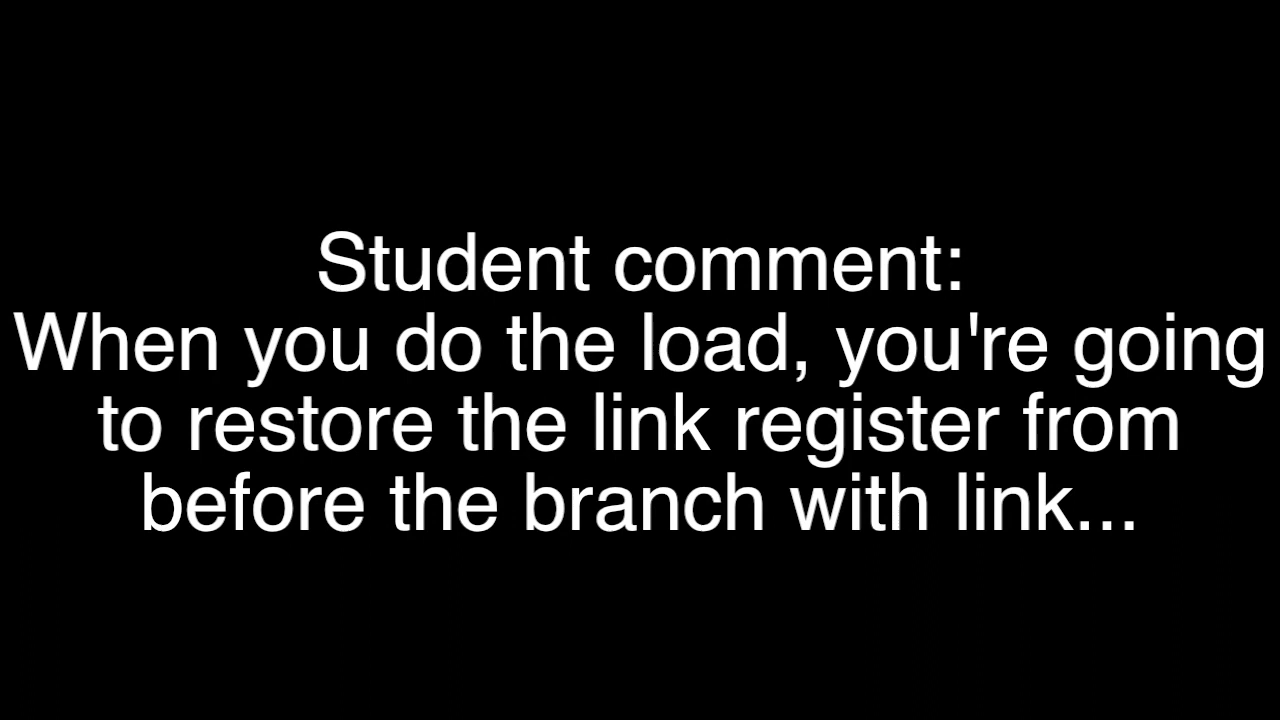 Student comment:
When you do the load, you're going
to restore the link register from
before the branch with link...